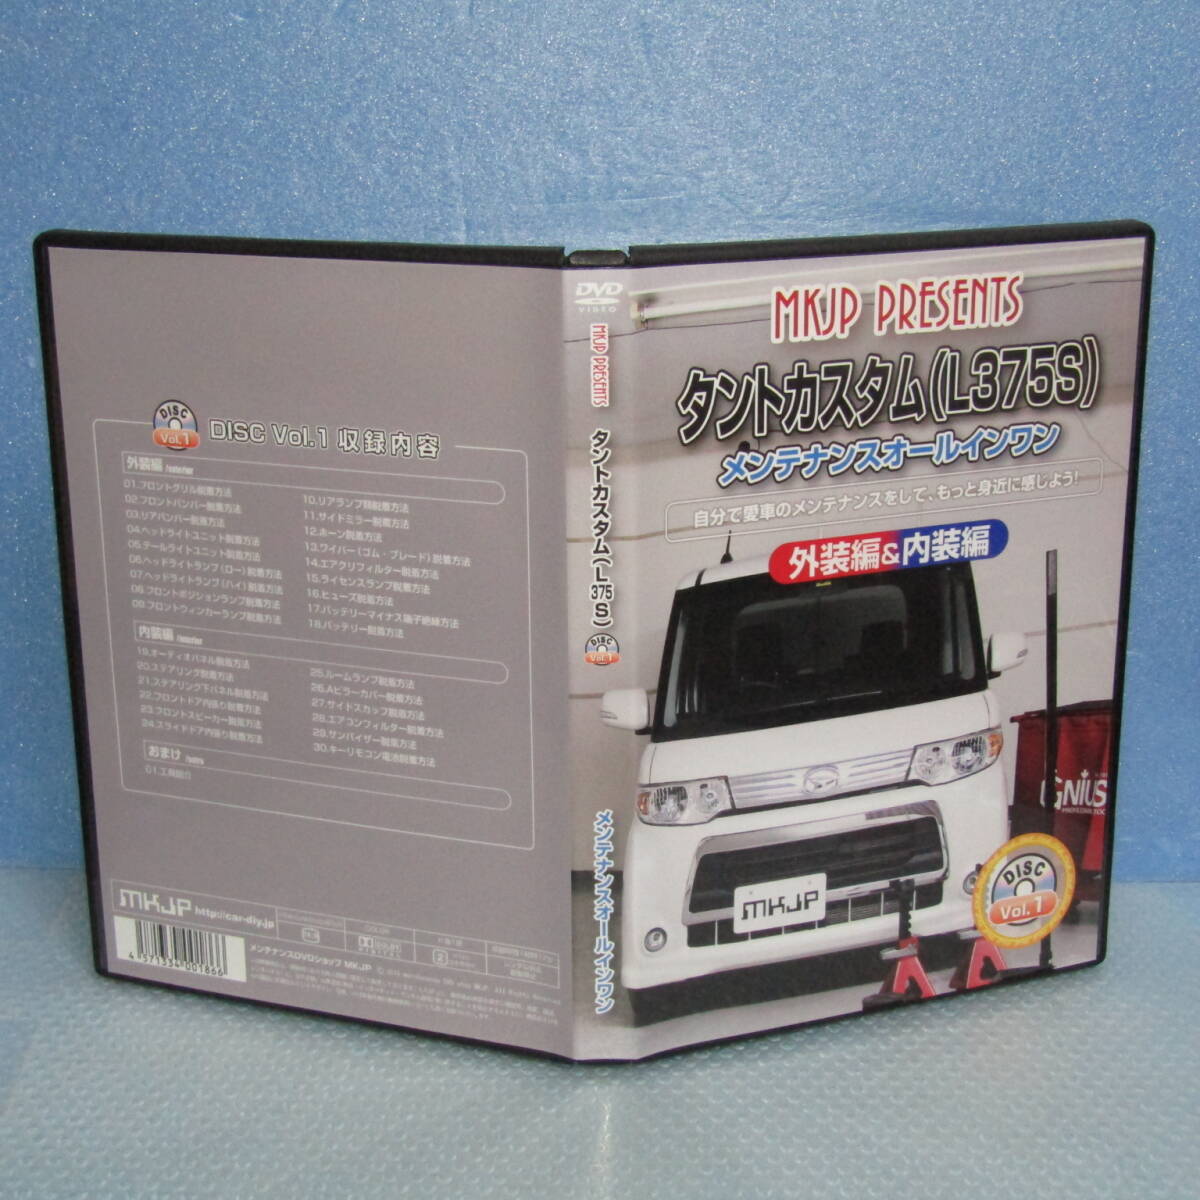 DISC
Vol.1
DISC Vol.1 収録内容
外装編
01.フロントグリル脱着方法
02.フロントバンパー脱着方法
03.リアバンパー脱着方法
04.ヘッドライトユニット脱着方法
05.テールライトユニット脱着方法
06.ヘッドライトランプ(ロー)脱着方法
07.ヘッドライトランプ(ハイ)脱着方法
08.フロントポジションランプ脱着方法
09.フロントウィンカーランプ脱着方法
10.リアランプ類脱着方法
11.サイドミラー脱着方法
12.ホーン脱着方法
13.ワイパー(ゴム・ブレード)脱着方法
14.エアクリフィルター脱着方法
15.ライセンスランプ脱着方法
16.ヒューズ脱着方法
17.バッテリーマイナス端子絶縁方法
18.バッテリー脱着方法
内装編
19.オーディオパネル脱着方法
20.ステアリング脱着方法
21.ステアリング下パネル脱着方法
22.フロントドア内張り脱着方法
23.フロントスピーカー脱着方法
24.スライドドア内張り脱着方法
25.ルームランプ脱着方法
26.Aピラーカバー脱着方法
27.サイドスカッフ脱着方法
28.エアコンフィルター脱着方法
29.サンバイザー脱着方法
30.キーリモコン電池脱着方法
おまけ
01.工具紹介
MKJP http://car-diy.jp
4 571334 001866
メンテナンスDVDショップ MKJP
DVD
VIDEO
MKJP PRESENTS
タントカスタム(L375S)
DISC
Vol.1
メンテナンスオールインワン
MKJP PRESENTS
タントカスタム(L375S)
メンテナンスオールインワン
自分で愛車のメンテナンスをして、もっと身近に感じよう!
外装編&内装編
GNIUS
MKJP
DISC
Vol.1